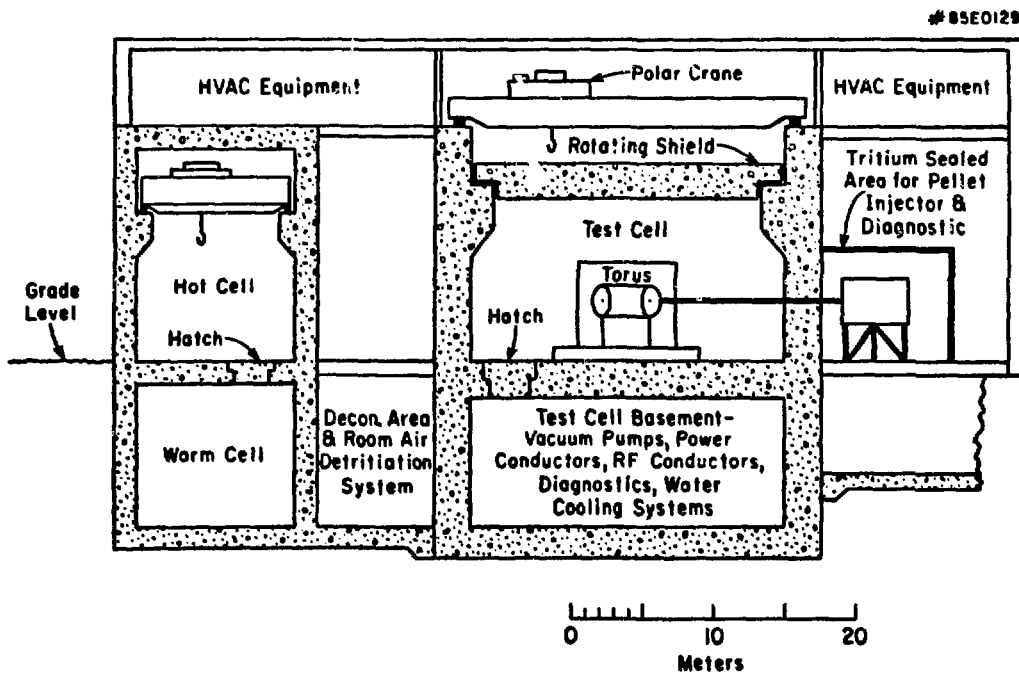 #85E0129
HVAC Equipment
Polar Crane
HVAC Equipment
Rotating Shield
Tritium Sealed
Area for Pellet
Injector &
Diagnostic
Test Cell
Torus
Hot Cell
Grade
Level
Hatch
Hatch
Worm Cell
Decon. Area
& Room Air
Detritiation
System
Test Cell Basement-
Vacuum Pumps, Power
Conductors, RF Conductors,
Diagnostics, Water
Cooling Systems
0 10 20
Meters